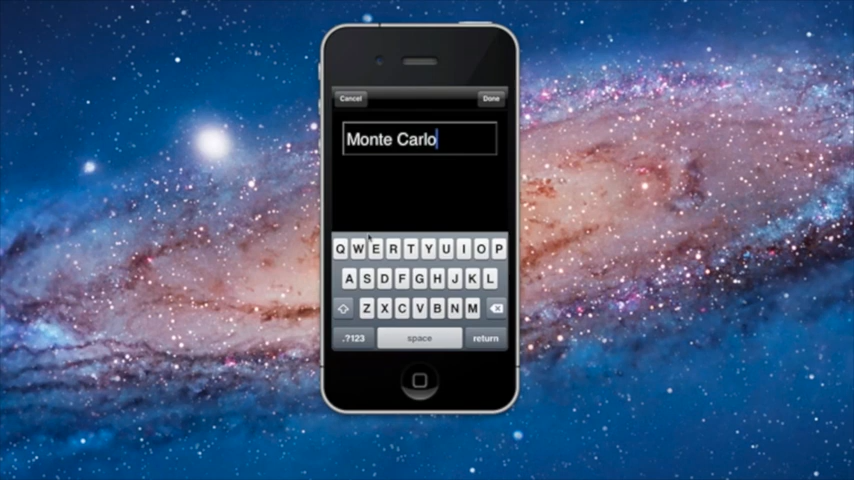 Cancel Done
Monte Carlo
Q W E R T Y U I O P
A S D F G H J K L
Z X C V B N M
.?123 space return